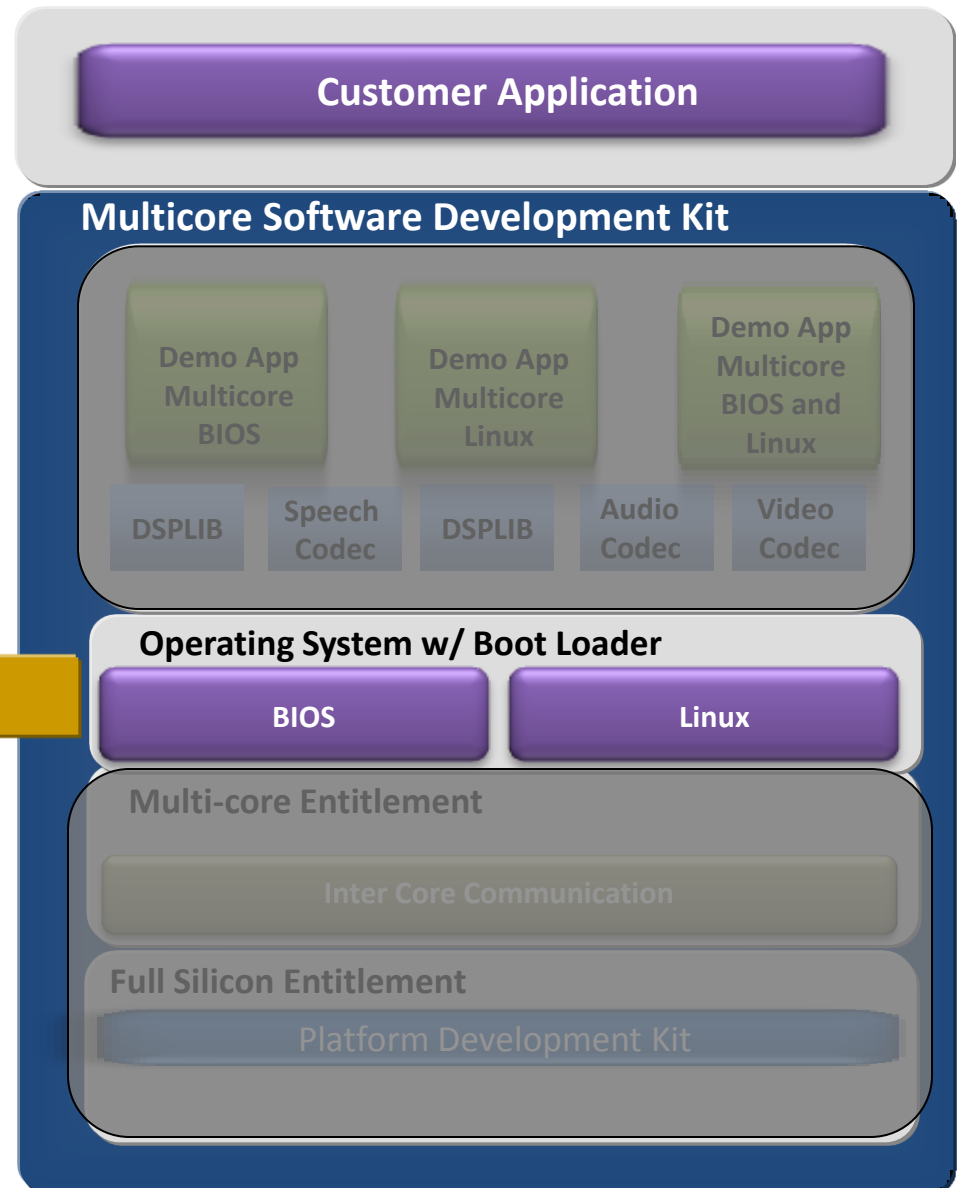 Customer Application
Multicore Software Development Kit
Demo App
Multicore
BIOS
Demo App
Multicore
Linux
Demo App
Multicore
BIOS and
Linux
DSPLIB
Speech
Codec
DSPLIB
Audio
Codec
Video
Codec
Operating System w/ Boot Loader
BIOS
Linux
Multi-core Entitlement
Inter Core Communication
Full Silicon Entitlement
Platform Development Kit